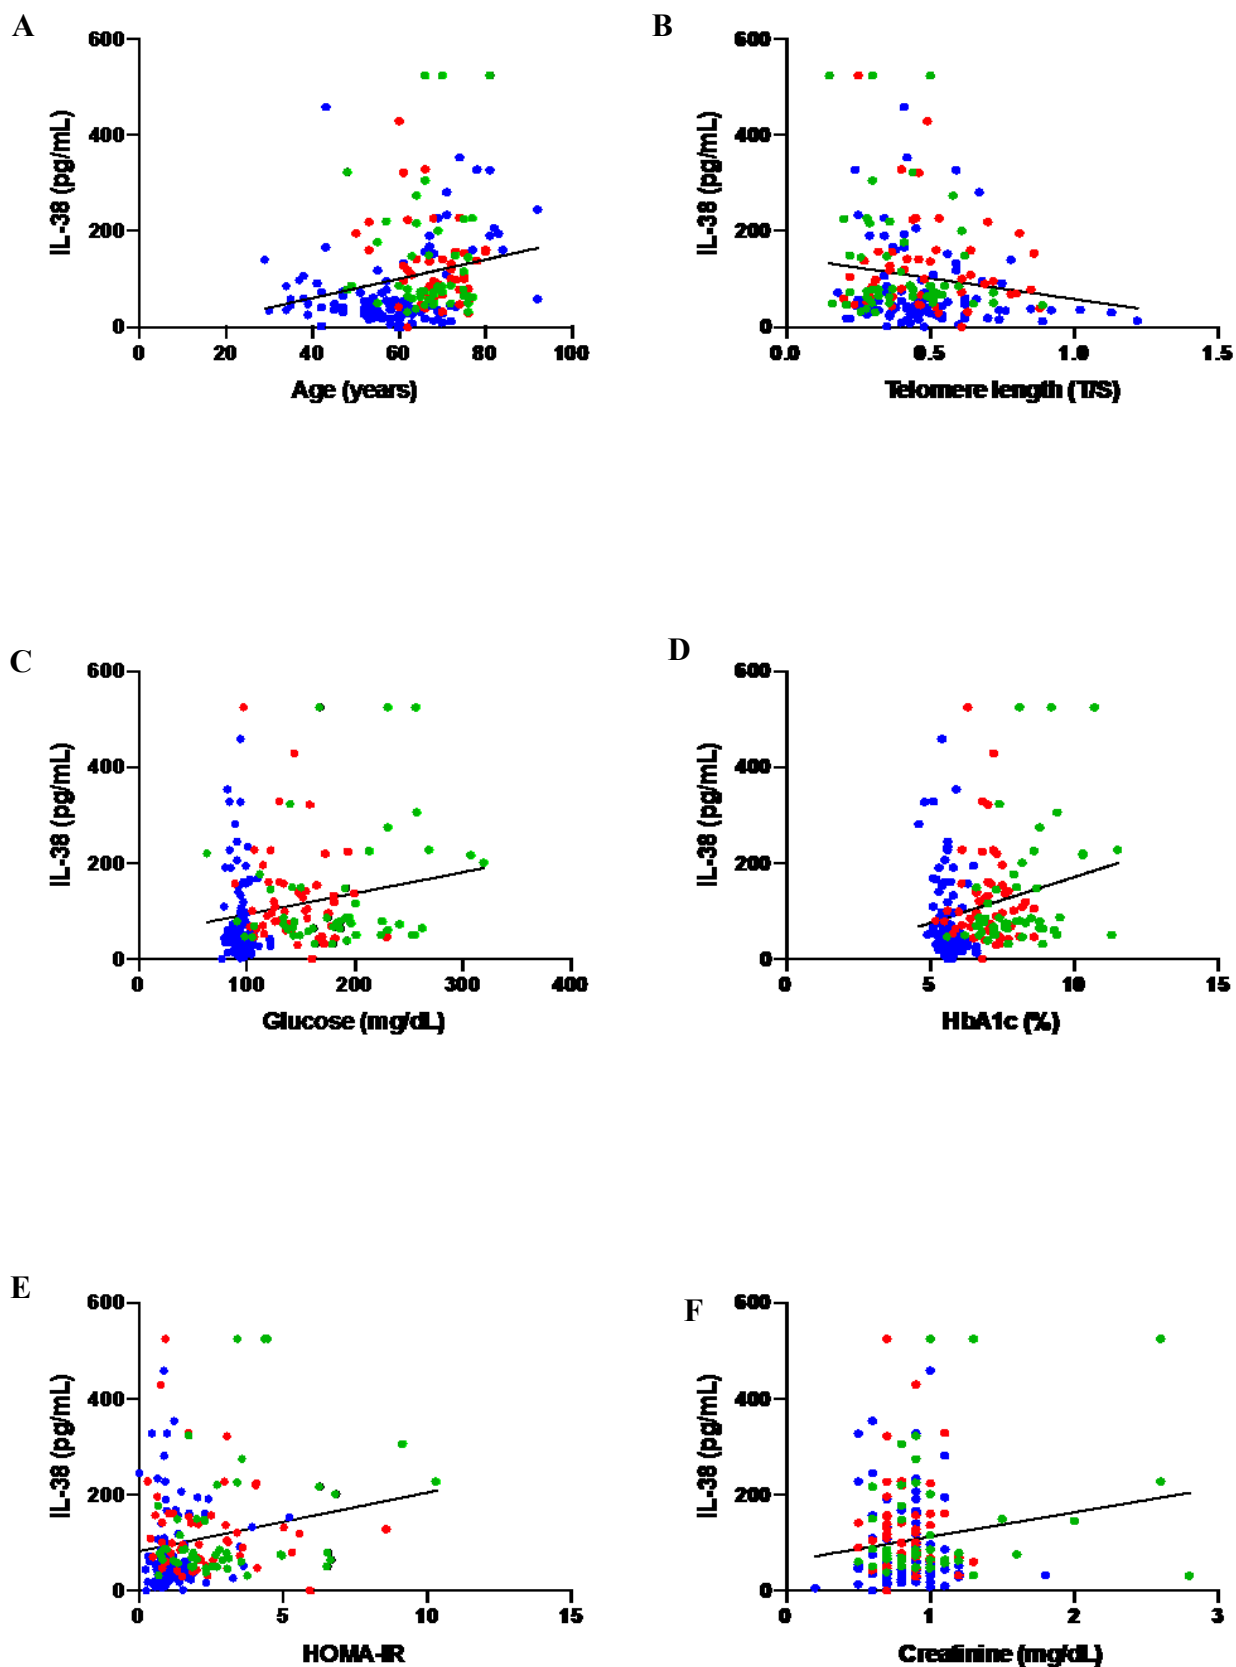 A
B
600
400
200
0
IL-38 (pg/mL)
0 20 40 60 80 100
Age (years)
600
400
200
0
IL-38 (pg/mL)
0.0 0.5 1.0 1.5
Telomere length (T/S)
C
D
600
400
200
0
IL-38 (pg/mL)
0 100 200 300 400
Glucose (mg/dL)
600
400
200
0
IL-38 (pg/mL)
0 5 10 15
HbA1c (%)
E
F
600
400
200
0
IL-38 (pg/mL)
0 5 10 15
HOMA-IR
600
400
200
0
IL-38 (pg/mL)
0 1 2 3
Creatinine (mg/dL)